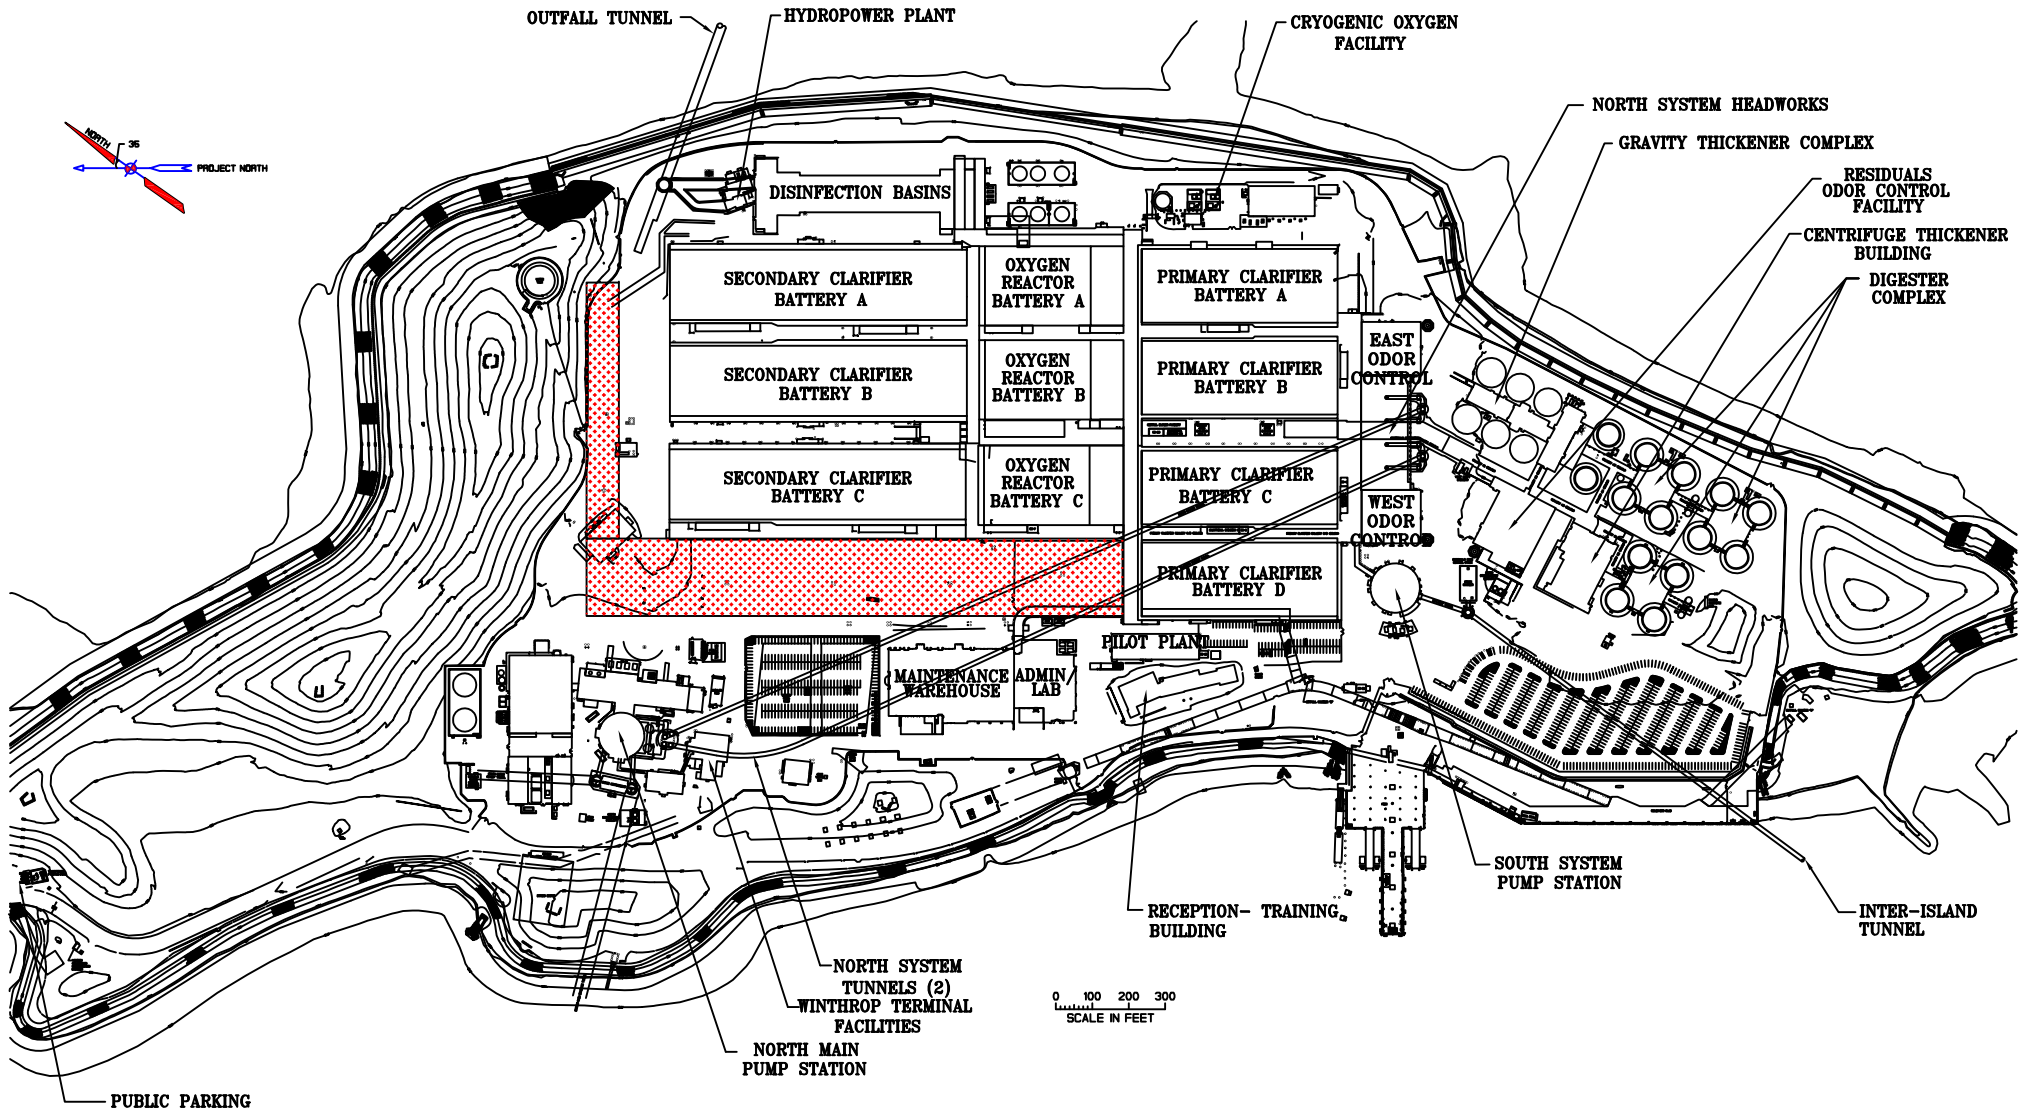 OUTFALL TUNNEL
HYDROPOWER PLANT
CRYOGENIC OXYGEN
FACILITY
NORTH SYSTEM HEADWORKS
GRAVITY THICKENER COMPLEX
RESIDUALS
ODOR CONTROL
FACILITY
CENTRIFUGE THICKENER
BUILDING
DIGESTER
COMPLEX
NORTH
35
PROJECT NORTH
DISINFECTION BASINS
SECONDARY CLARIFIER
BATTERY A
OXYGEN
REACTOR
BATTERY A
PRIMARY CLARIFIER
BATTERY A
EAST
ODOR
CONTROL
SECONDARY CLARIFIER
BATTERY B
OXYGEN
REACTOR
BATTERY B
PRIMARY CLARIFIER
BATTERY B
SECONDARY CLARIFIER
BATTERY C
OXYGEN
REACTOR
BATTERY C
PRIMARY CLARIFIER
BATTERY C
WEST
ODOR
CONTROL
PRIMARY CLARIFIER
BATTERY D
PILOT PLANT
MAINTENANCE
WAREHOUSE
ADMIN/
LAB
SOUTH SYSTEM
PUMP STATION
RECEPTION- TRAINING
BUILDING
INTER-ISLAND
TUNNEL
NORTH SYSTEM
TUNNELS (2)
WINTHROP TERMINAL
FACILITIES
NORTH MAIN
PUMP STATION
0 100 200 300
SCALE IN FEET
PUBLIC PARKING